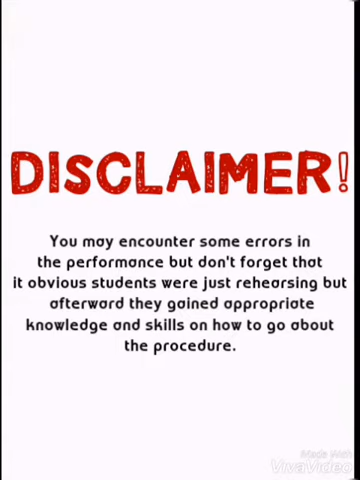 DISCLAIMER!
You may encounter some errors in
the performance but don't forget that
it obvious students were just rehearsing but
afterward they gained appropriate
knowledge and skills on how to go about
the procedure.
Made With
VivaVideo